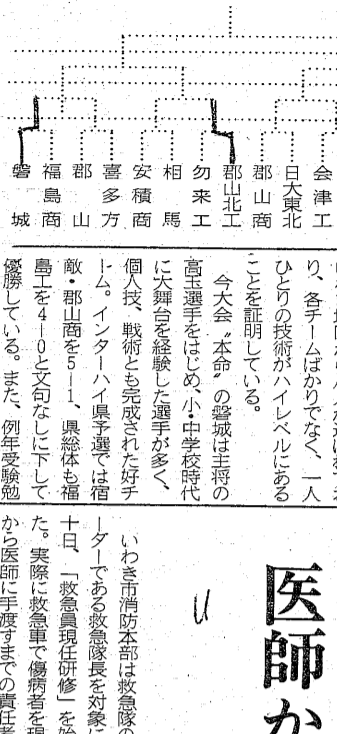 会津工
日大東北
郡山商
郡山北工
勿来工
相馬
安積商
喜多方
郡山
福島商
磐城
り、各チームばかりでなく、一人
ひとりの技術がハイレベルにある
ことを証明している。
今大会〝本命〟の磐城は主将の
高玉選手をはじめ、小・中学校時代
に大舞台を経験した選手が多く、
個人技、戦術とも完成された好チ
ーム。インターハイ県予選では宿
敵・郡山商を5―1、県総体も福
島工を4―0と文句なしに下して
優勝している。また、例年受験勉
医師か
いわき市消防本部は救急隊の
ーダーである救急隊長を対象に
十日、「救急員現任研修」を始
た。実際に救急車で傷病者を現
から医師に手渡すまでの責任者